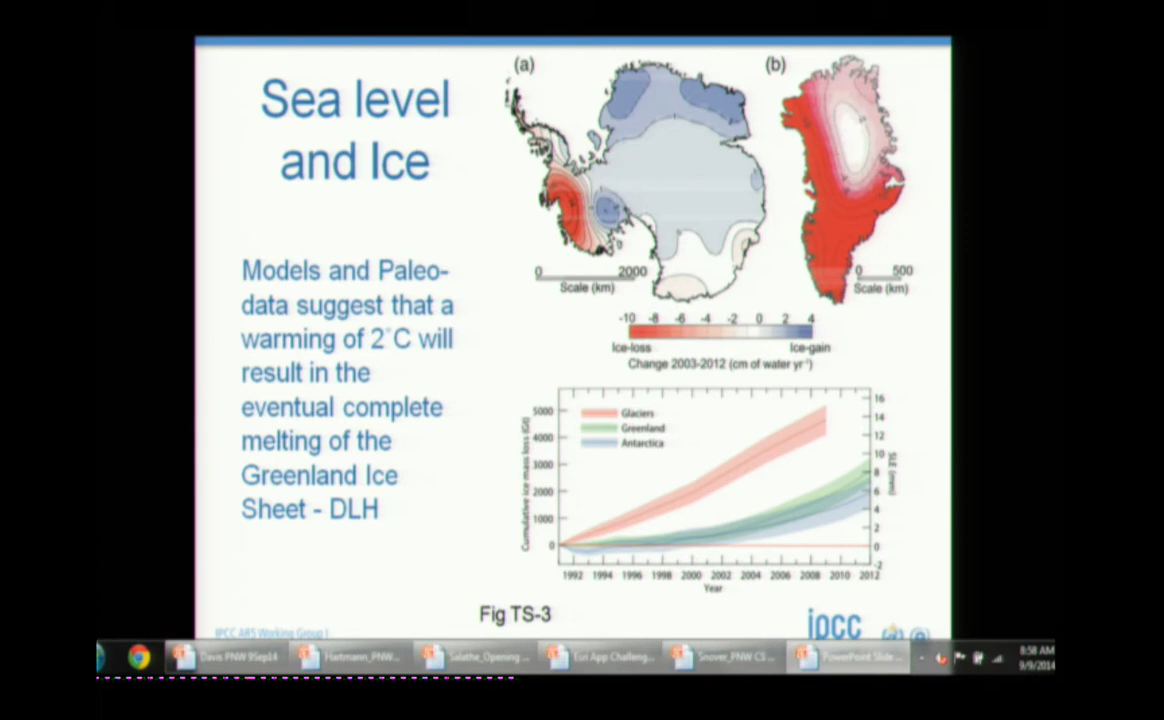 Sea level
and Ice
Models and Paleo-
data suggest that a
warming of 2°C will
result in the
eventual complete
melting of the
Greenland Ice
Sheet - DLH
(a)
(b)
0 2000
Scale (km)
0 500
Scale (km)
-10 -8 -6 -4 -2 0 2 4
Ice-loss Ice-gain
Change 2003-2012 (cm of water yr⁻¹)
Glaciers
Greenland
Antarctica
Cumulative ice mass loss (Gt)
5000
4000
3000
2000
1000
0
16
14
12
10
8
6
4
2
0
-2
SLE (mm)
1992 1994 1996 1998 2000 2002 2004 2006 2008 2010 2012
Year
Fig TS-3
IPCC AR5 Working Group I
ipcc
Davis PNW 9Sep14
Hartmann_PNW...
Salathe_Opening ...
Esri App Challeng...
Snover_PNW CS...
PowerPoint Slide ...
8:58 AM
9/9/2014